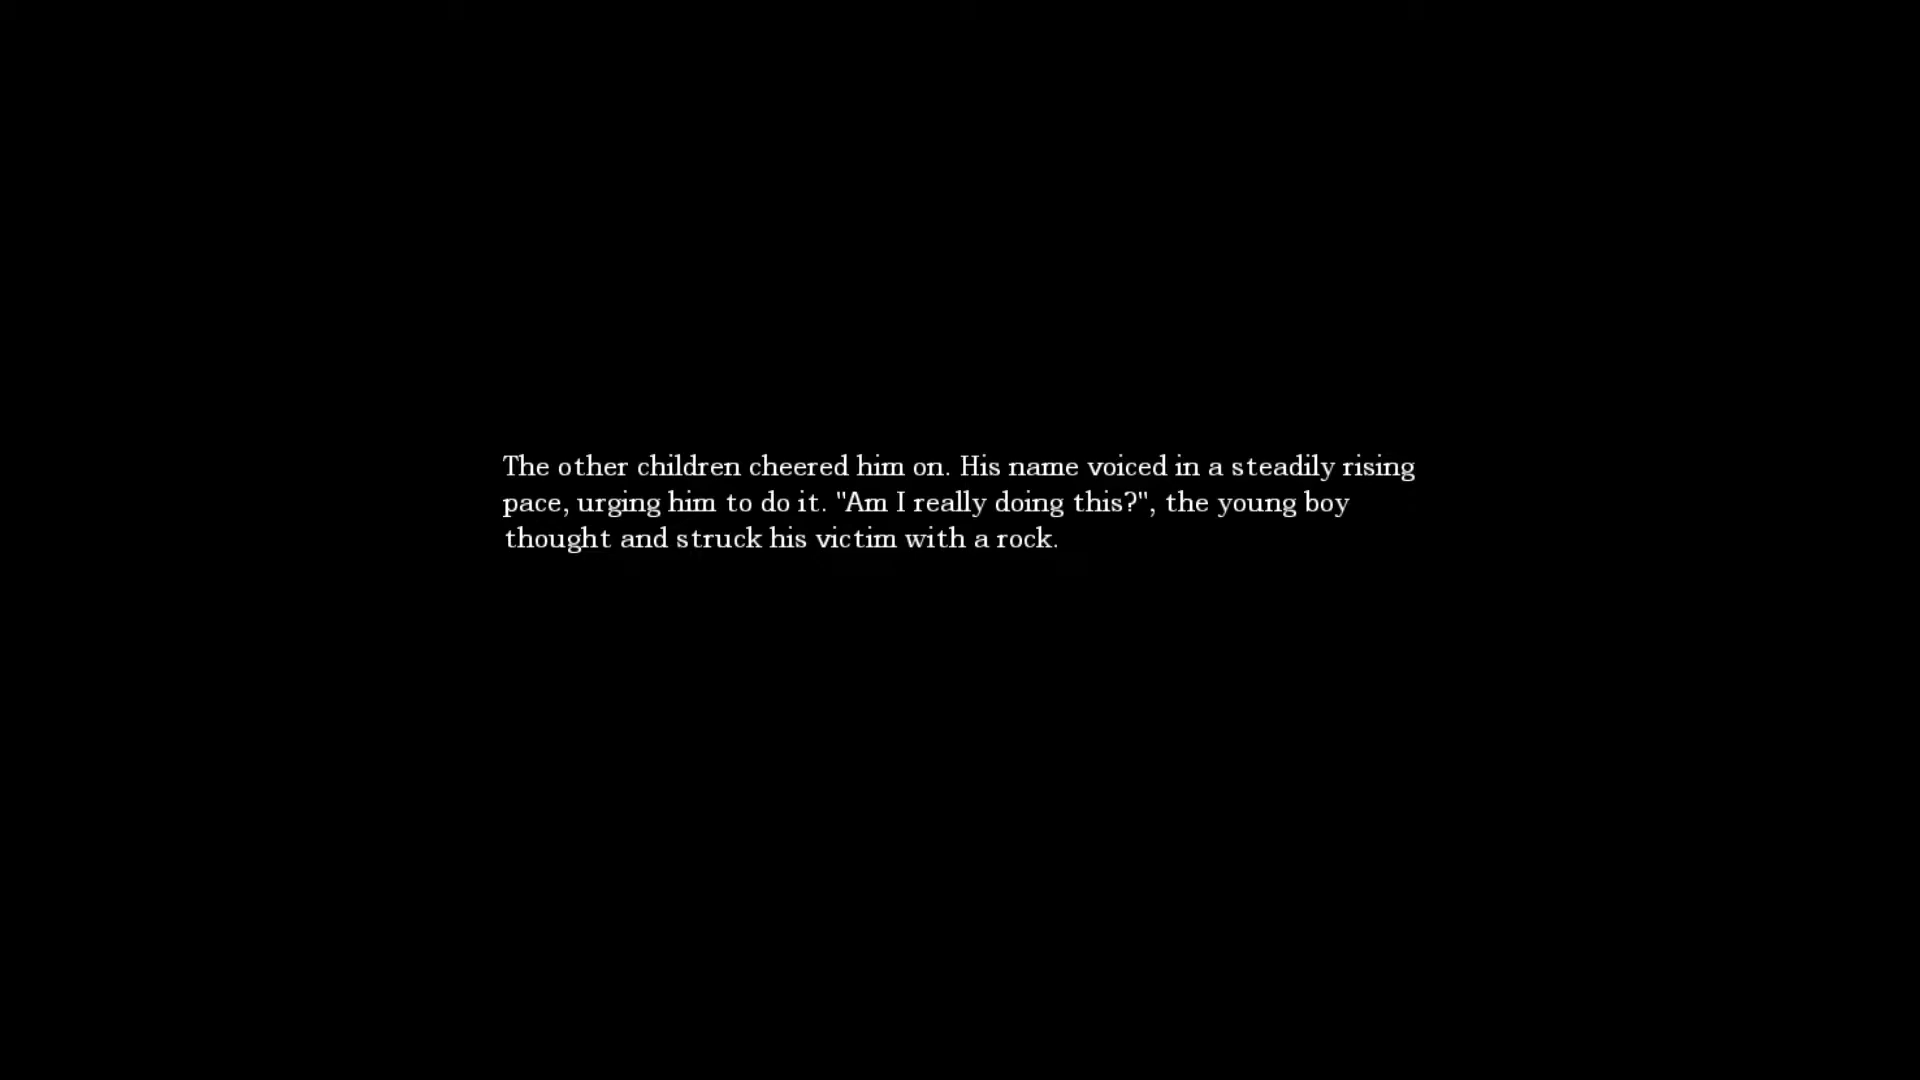 The other children cheered him on. His name voiced in a steadily rising
pace, urging him to do it. "Am I really doing this?", the young boy
thought and struck his victim with a rock.